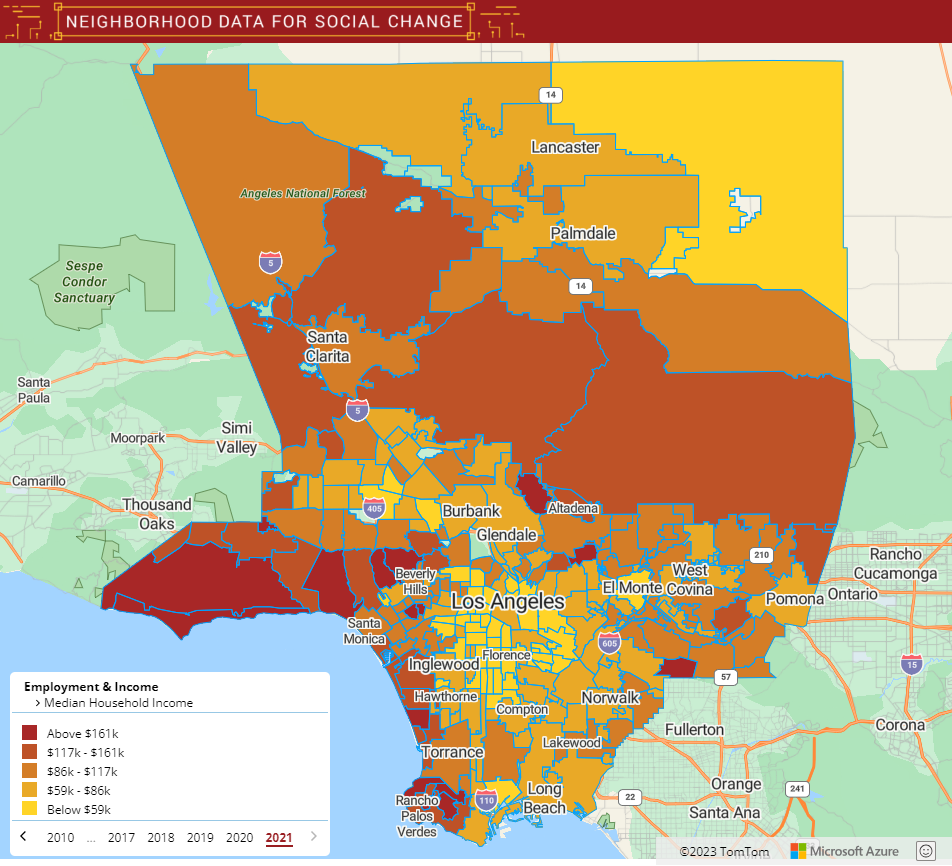 NEIGHBORHOOD DATA FOR SOCIAL CHANGE
14
Lancaster
Angeles National Forest
Palmdale
5
Sespe
Condor
Sanctuary
14
Santa
Clarita
Santa
Paula
5
Simi
Valley
Moorpark
Camarillo
Thousand
Oaks
405
Burbank
Altadena
Glendale
210
Rancho
Cucamonga
West
Covina
Beverly
Hills
El Monte
Ontario
Pomona
Los Angeles
Santa
Monica
605
Florence
Inglewood
15
57
Hawthorne
Norwalk
Compton
Fullerton
Corona
Lakewood
Torrance
Orange
241
Long
Beach
22
110
Rancho
Palos
Verdes
Santa Ana
Employment & Income
> Median Household Income
Above $161k
$117k - $161k
$86k - $117k
$59k - $86k
Below $59k
< 2010 ... 2017 2018 2019 2020 2021 >
©2023 TomTom Microsoft Azure